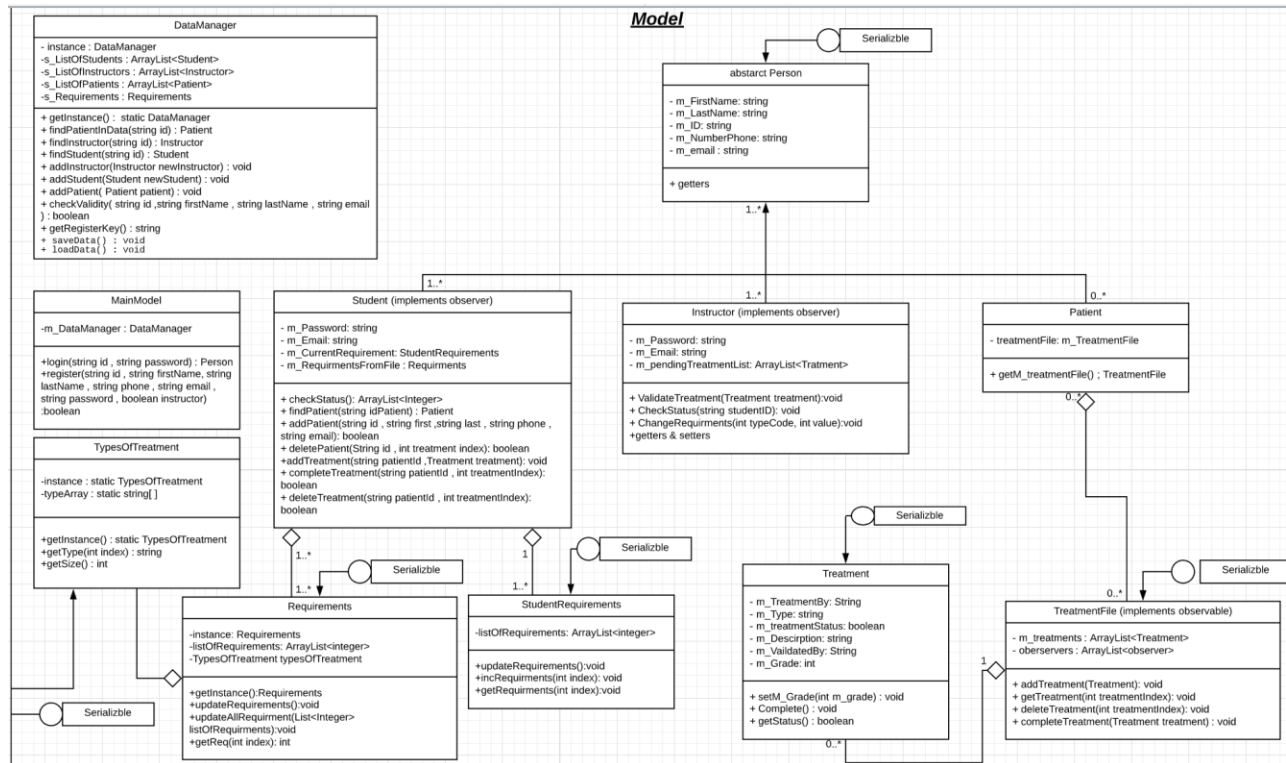 Model
DataManager
- instance : DataManager
-s_ListOfStudents : ArrayList<Student>
-s_ListOfInstructors : ArrayList<Instructor>
-s_ListOfPatients : ArrayList<Patient>
-s_Requirements : Requirements
+ getInstance() : static DataManager
+ findPatientInData(string id) : Patient
+ findInstructor(string id) : Instructor
+ findStudent(string id) : Student
+ addInstructor(Instructor newInstructor) : void
+ addStudent(Student newStudent) : void
+ addPatient( Patient patient) : void
+ checkValidity( string id ,string firstName , string lastName , string email
) : boolean
+ getRegisterKey() : string
+ saveData() : void
+ loadData() : void
Serializble
abstarct Person
- m_FirstName: string
- m_LastName: string
- m_ID: string
- m_NumberPhone: string
- m_email : string
+ getters
1..*
1..*
1..*
0..*
MainModel
-m_DataManager : DataManager
+login(string id , string password) : Person
+register(string id , string firstName, string
lastName , string phone , string email ,
string password , boolean instructor)
:boolean
Student (implements observer)
- m_Password: string
- m_Email: string
- m_CurrentRequirement: StudentRequirements
- m_RequirmentsFromFile : Requirments
+ checkStatus(): ArrayList<Integer>
+ findPatient(string idPatient) : Patient
+ addPatient(string id , string first ,string last , string phone ,
string email): boolean
+ deletePatient(String id , int treatment index): boolean
+addTreatment(string patientId ,Treatment treatment): void
+ completeTreatment(string patientId , int treatmentIndex):
boolean
+ deleteTreatment(string patientId , int treatmentIndex):
boolean
Instructor (implements observer)
- m_Password: string
- m_Email: string
- m_pendingTreatmentList: ArrayList<Tratment>
+ ValidateTreatment(Treatment treatment):void
+ CheckStatus(string studentID): void
+ ChangeRequirments(int typeCode, int value):void
+getters & setters
Patient
- treatmentFile: m_TreatmentFile
+ getM_treatmentFile() ; TreatmentFile
0..*
TypesOfTreatment
-instance : static TypesOfTreatment
-typeArray : static string[ ]
+getInstance() : static TypesOfTreatment
+getType(int index) : string
+getSize() : int
1..*
1
1..*
1..*
Serializble
Serializble
Serializble
Serializble
0..*
Requirements
-instance: Requirements
-listOfRequirements: ArrayList<integer>
-TypesOfTreatment typesOfTreatment
+getInstance():Requirements
+updateRequirements():void
+updateAllRequirment(List<Integer>
listOfRequirments):void
+getReq(int index): int
StudentRequirements
-listOfRequirements: ArrayList<integer>
+updateRequirements():void
+incRequirments(int index): void
+getRequirments(int index):void
Treatment
- m_TreatmentBy: String
- m_Type: string
- m_treatmentStatus: boolean
- m_Descirption: string
- m_VaildatedBy: String
- m_Grade: int
+ setM_Grade(int m_grade) : void
+ Complete() : void
+ getStatus() : boolean
0..*
1
TreatmentFile (implements observable)
- m_treatments : ArrayList<Treatment>
- oberservers : ArrayList<observer>
+ addTreatment(Treatment): void
+ getTreatment(int treatmentIndex): void
+ deleteTreatment(int treatmentIndex): void
+ completeTreatment(Treatment treatment) : void
Serializble